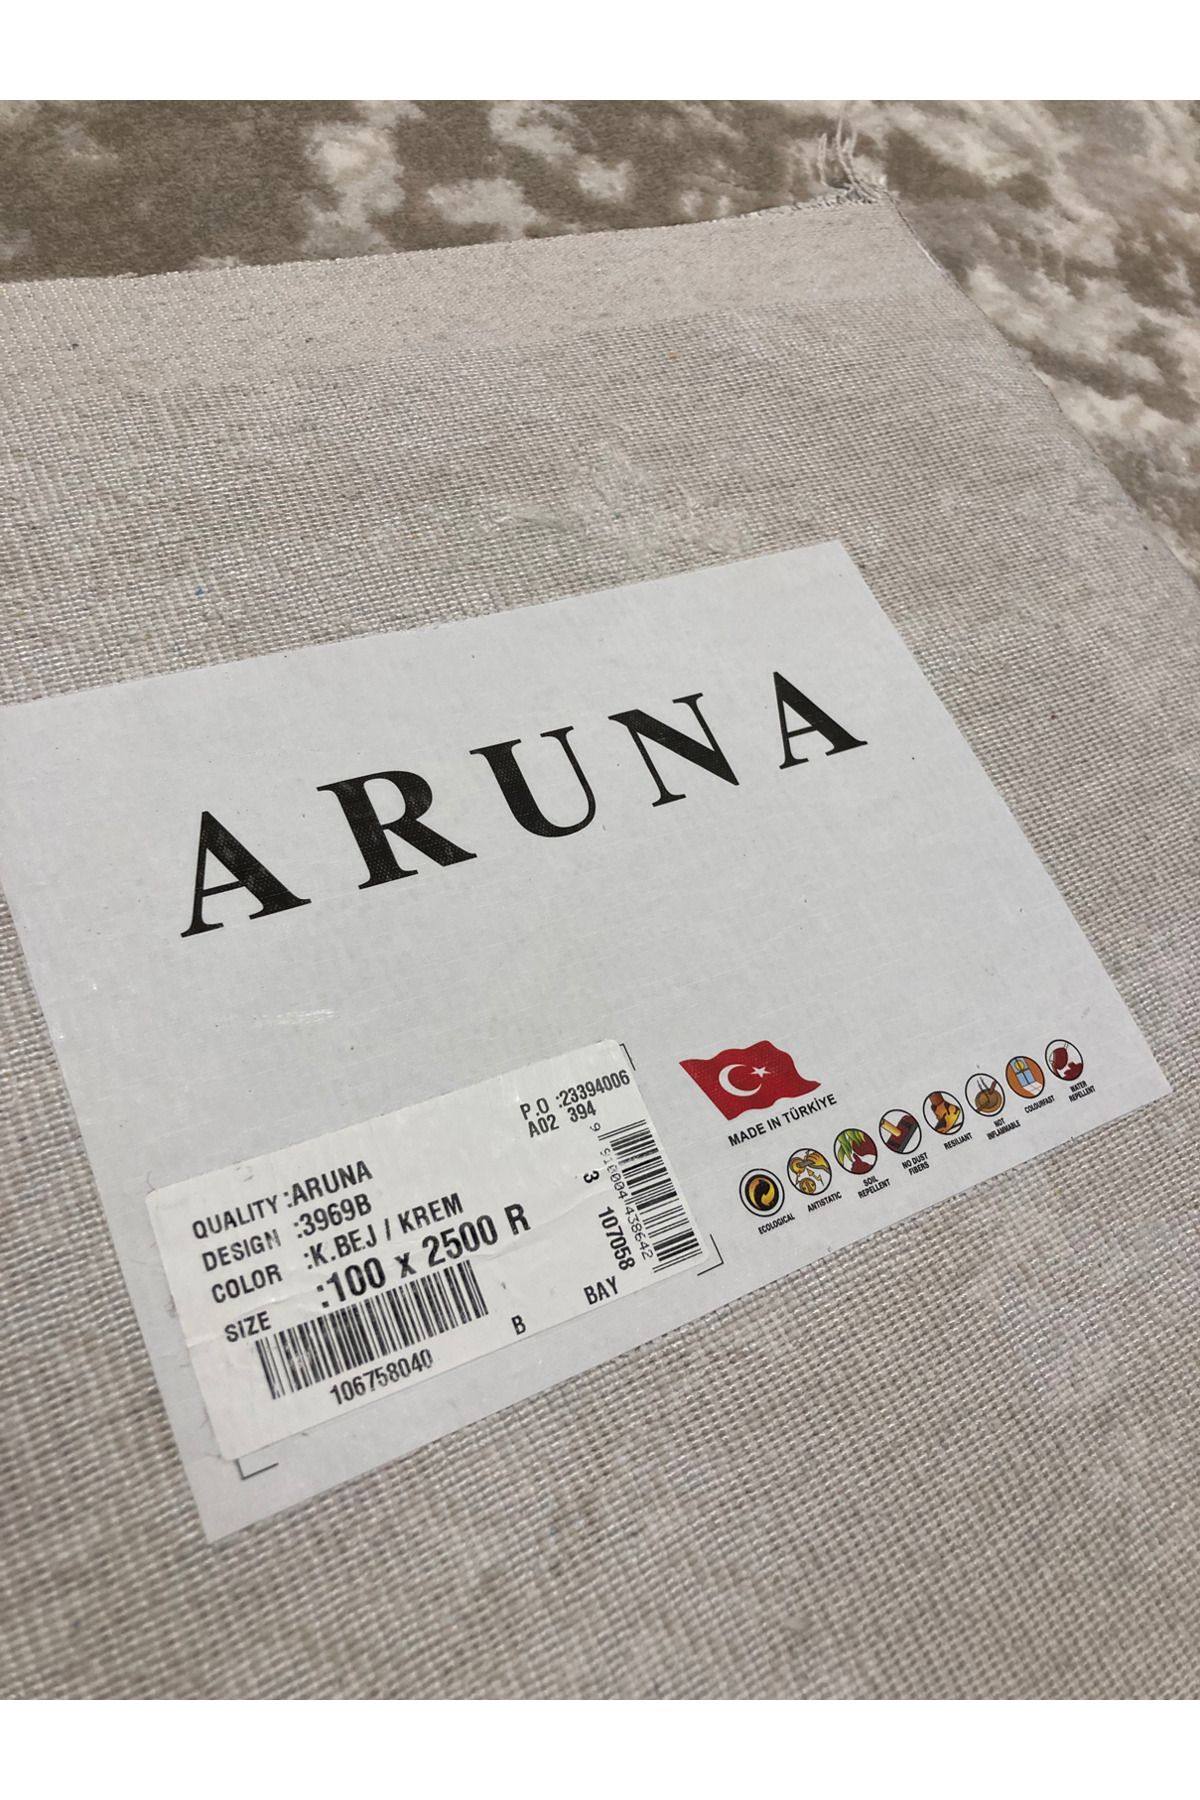 ARUNA
P.O :23394006
A02 394
QUALITY :ARUNA
DESIGN :3969B
COLOR :K.BEJ / KREM
SIZE :100 x 2500 R
106758040
B
BAY
3 107058
MADE IN TÜRKİYE
ECOLOGICAL
ANTISTATIC
SOIL REPELLENT
NO DUST FIBERS
RESILIANT
NOT INFLAMMABLE
COLOURFAST
WATER REPELLENT